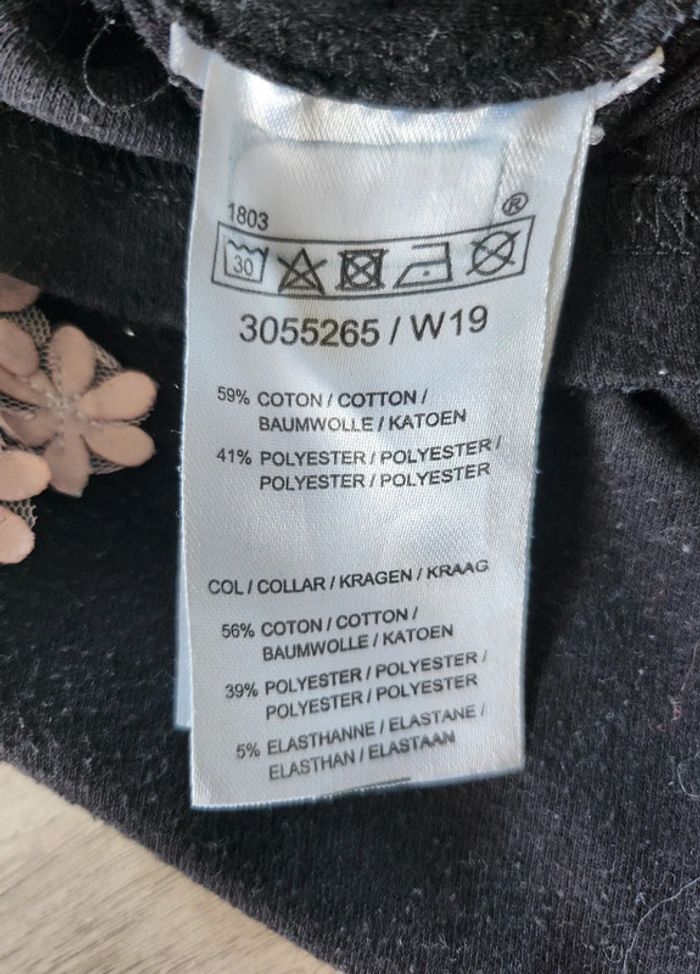 1803
®
30
3055265 / W19
59% COTON / COTTON /
BAUMWOLLE / KATOEN
41% POLYESTER / POLYESTER /
POLYESTER / POLYESTER
COL / COLLAR / KRAGEN / KRAAG
56% COTON / COTTON /
BAUMWOLLE / KATOEN
39% POLYESTER / POLYESTER /
POLYESTER / POLYESTER
5% ELASTHANNE / ELASTANE /
ELASTHAN / ELASTAAN